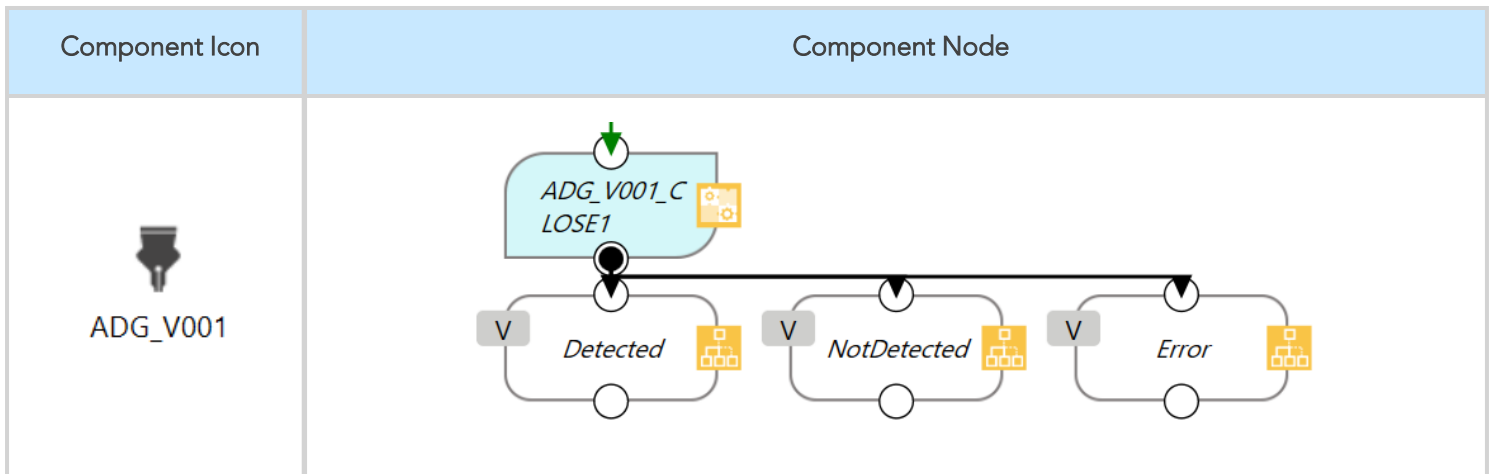 Component Icon
Component Node
ADG_V001_C
LOSE1
ADG_V001
V
Detected
V
NotDetected
V
Error